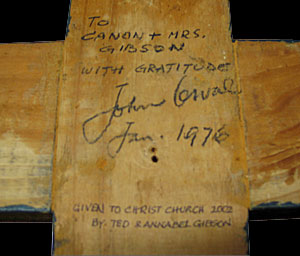 TO
CANON + MRS.
GIBSON
WITH GRATITUDE
John
Jan. 1976
GIVEN TO CHRIST CHURCH 2002
BY TED & ANNABEL GIBSON